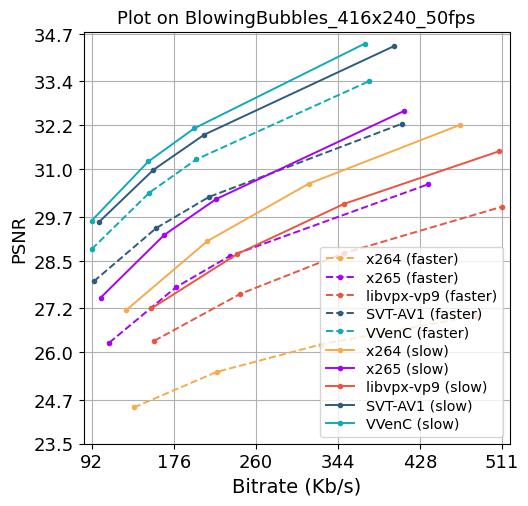 Plot on BlowingBubbles_416x240_50fps
34.7
33.4
32.2
31.0
29.7
28.5
27.2
26.0
24.7
23.5
PSNR
x264 (faster)
x265 (faster)
libvpx-vp9 (faster)
SVT-AV1 (faster)
VVenC (faster)
x264 (slow)
x265 (slow)
libvpx-vp9 (slow)
SVT-AV1 (slow)
VVenC (slow)
92 176 260 344 428 511
Bitrate (Kb/s)